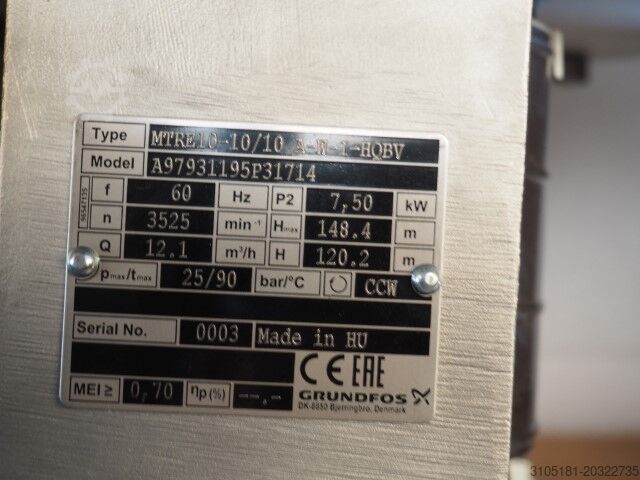 Type MTRE10-10/10 A-W-I-HQBV
Model A97931195P31714
f 60 Hz P2 7,50 kW
n 3525 min⁻¹ Hmax 148.4 m
Q 12.1 m³/h H 120.2 m
pmax/tmax 25/90 bar/°C CCW
Serial No. 0003 Made in HU
CE EAC
MEI ≥ 0,70 ηp(%) --.-
GRUNDFOS
DK-8850 Bjerringbro, Denmark
3105181-20322735